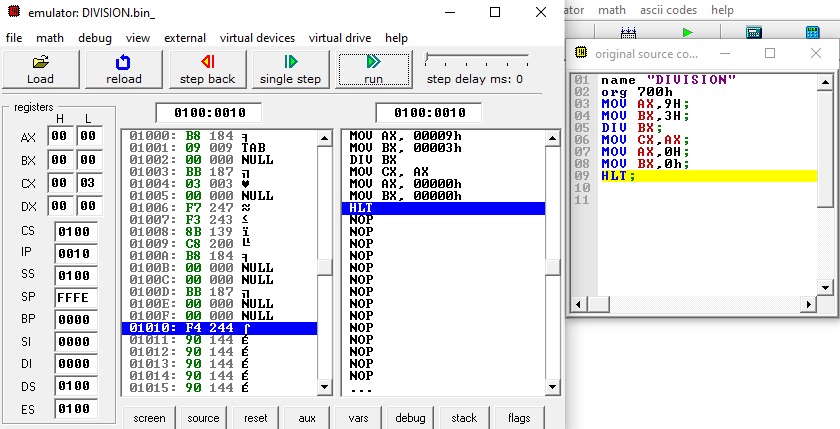 emulator: DIVISION.bin_
file math debug view external virtual devices virtual drive help
Load reload step back single step run step delay ms: 0
registers
H L
AX 00 00
BX 00 00
CX 00 03
DX 00 00
CS 0100
IP 0010
SS 0100
SP FFFE
BP 0000
SI 0000
DI 0000
DS 0100
ES 0100
0100:0010
01000: B8 184 ╕
01001: 09 009 TAB
01002: 00 000 NULL
01003: BB 187 ╗
01004: 03 003 ♥
01005: 00 000 NULL
01006: F7 247 ≈
01007: F3 243 ≤
01008: 8B 139 ï
01009: C8 200 ╚
0100A: B8 184 ╕
0100B: 00 000 NULL
0100C: 00 000 NULL
0100D: BB 187 ╗
0100E: 00 000 NULL
0100F: 00 000 NULL
01010: F4 244 ⌠
01011: 90 144 É
01012: 90 144 É
01013: 90 144 É
01014: 90 144 É
01015: 90 144 É
0100:0010
MOV AX, 00009h
MOV BX, 00003h
DIV BX
MOV CX, AX
MOV AX, 00000h
MOV BX, 00000h
HLT
NOP
NOP
NOP
NOP
NOP
NOP
NOP
NOP
NOP
NOP
NOP
NOP
NOP
NOP
...
screen source reset aux vars debug stack flags
ator math ascii codes help
original source co...
01 name "DIVISION"
02 org 700h
03 MOV AX,9H;
04 MOV BX,3H;
05 DIV BX;
06 MOV CX,AX;
07 MOV AX,0H;
08 MOV BX,0h;
09 HLT;
10
11